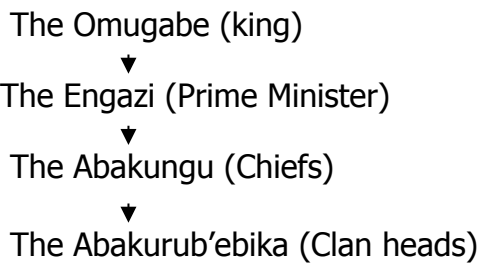 The Omugabe (king)
The Engazi (Prime Minister)
The Abakungu (Chiefs)
The Abakurub’ebika (Clan heads)